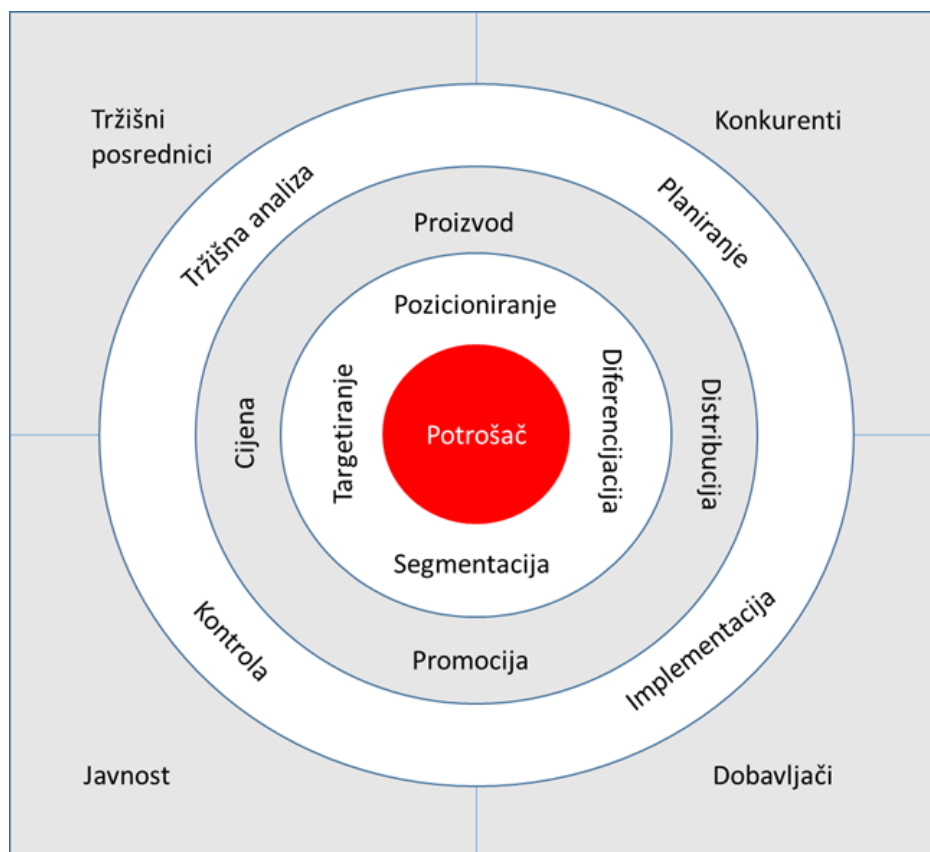 Tržišni
posrednici
Konkurenti
Tržišna analiza
Planiranje
Proizvod
Pozicioniranje
Cijena
Targetiranje
Potrošač
Diferencijacija
Distribucija
Segmentacija
Kontrola
Promocija
Implementacija
Javnost
Dobavljači